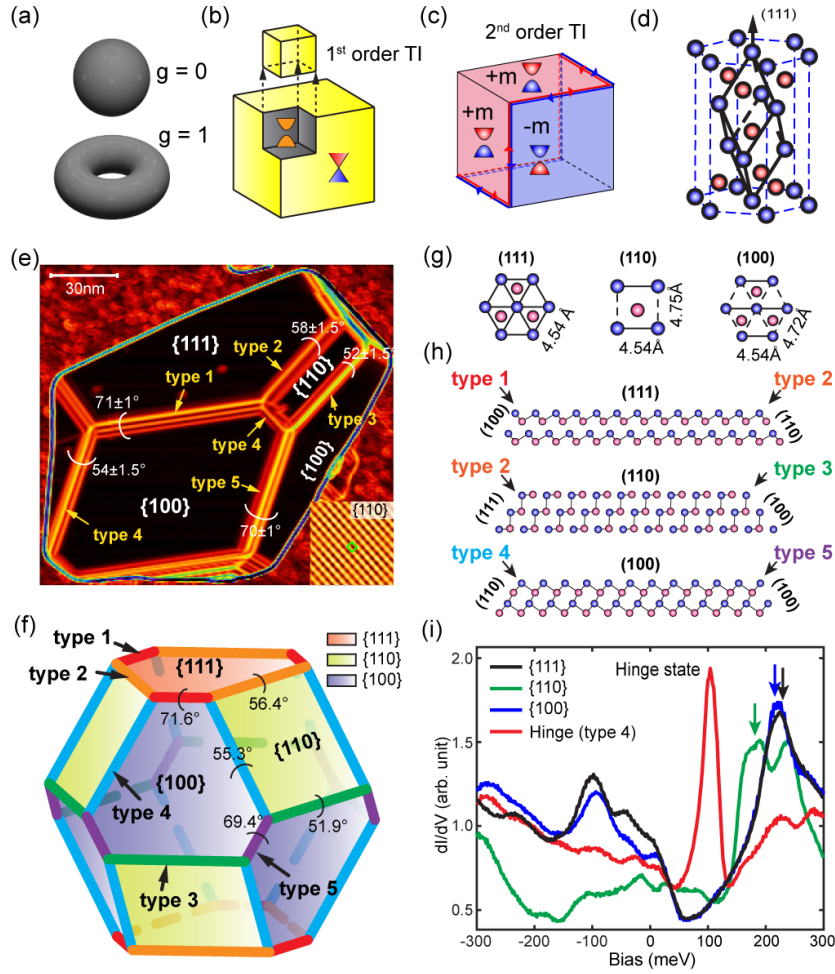 (a)
g = 0
g = 1
(b)
1st order TI
(c)
2nd order TI
+m
+m
-m
(d)
(111)
(e)
30nm
{111}
58±1.5°
type 2
52±1.5°
type 1
{110}
71±1°
type 3
type 4
{100}
54±1.5°
type 5
{100}
type 4
70±1°
{110}
(f)
{111}
{110}
{100}
type 1
type 2
{111}
71.6°
56.4°
{110}
55.3°
{100}
type 4
69.4°
51.9°
type 3
type 5
(g)
(111)
(110)
(100)
4.54 Å
4.54Å
4.75Å
4.54Å
4.72Å
(h)
type 1
(111)
type 2
(100)
(110)
type 2
(110)
type 3
(111)
(100)
type 4
(100)
type 5
(110)
(100)
(i)
{111}
{110}
{100}
Hinge (type 4)
Hinge state
dI/dV (arb. unit)
2.0
1.5
1.0
0.5
-300 -200 -100 0 100 200 300
Bias (meV)